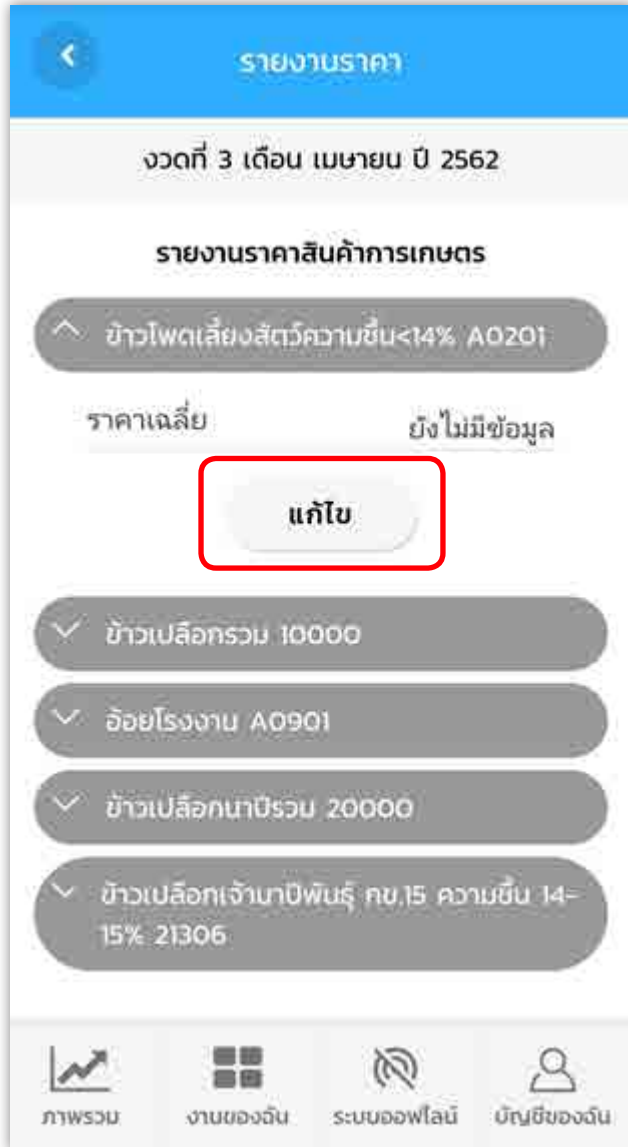 รายงานราคา
งวดที่ 3 เดือน เมษายน ปี 2562
รายงานราคาสินค้าการเกษตร
ข้าวโพดเลี้ยงสัตว์ความชื้น<14% A0201
ราคาเฉลี่ย ยังไม่มีข้อมูล
แก้ไข
ข้าวเปลือกรวม 10000
อ้อยโรงงาน A0901
ข้าวเปลือกนาปีรวม 20000
ข้าวเปลือกเจ้านาปีพันธุ์ กข.15 ความชื้น 14-
15% 21306
ภาพรวม งานของฉัน ระบบออฟไลน์ บัญชีของฉัน